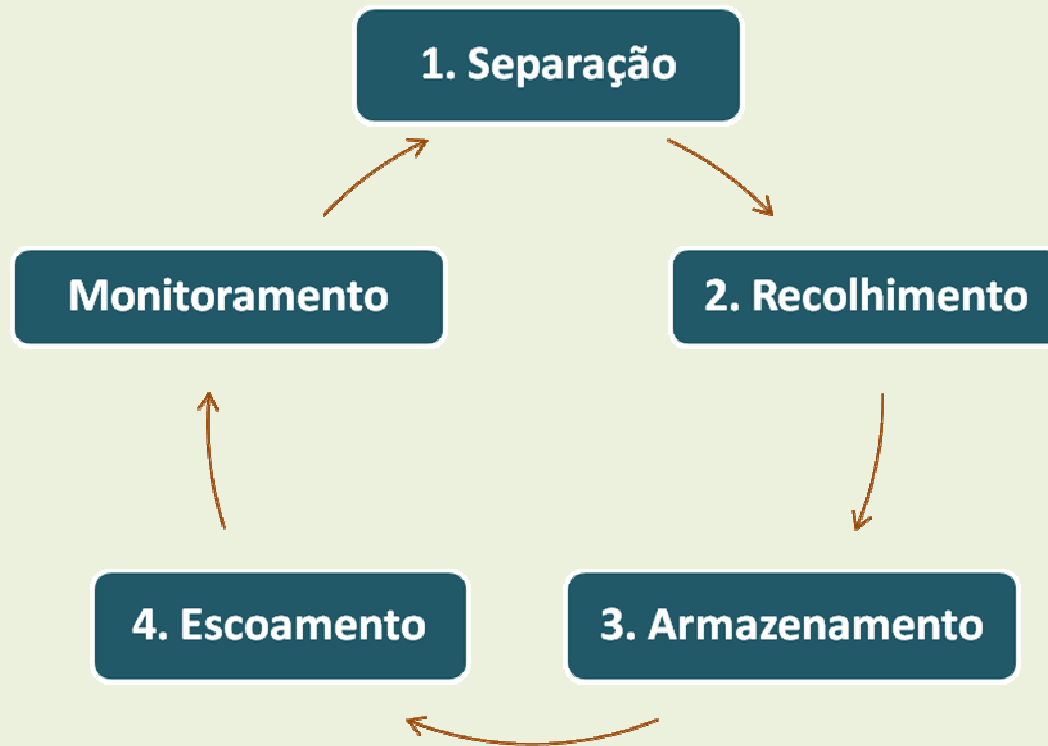 1. Separação
2. Recolhimento
3. Armazenamento
4. Escoamento
Monitoramento